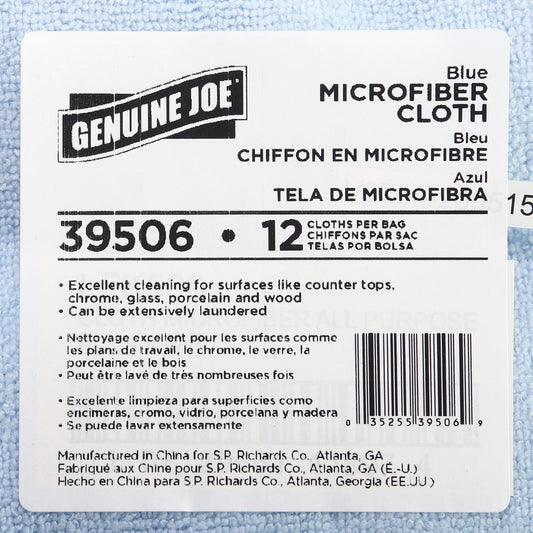 GENUINE JOE
Blue
MICROFIBER
CLOTH
Bleu
CHIFFON EN MICROFIBRE
Azul
TELA DE MICROFIBRA
39506 • 12 CLOTHS PER BAG
CHIFFONS PAR SAC
TELAS POR BOLSA
15
• Excellent cleaning for surfaces like counter tops,
chrome, glass, porcelain and wood
• Can be extensively laundered
CLOTH MICROFIBER ALL PURPOSE
• Nettoyage excellent pour les surfaces comme
les plans de travail, le chrome, le verre, la
porcelaine et le bois
• Peut être lavé de très nombreuses fois
• Excelente limpieza para superficies como
encimeras, cromo, vidrio, porcelana y madera
• Se puede lavar extensamente
0 35255 39506 9
Manufactured in China for S.P. Richards Co., Atlanta, GA
Fabriqué aux Chine pour S.P. Richards Co., Atlanta, GA (É.-U.)
Hecho en China para S.P. Richards Co., Atlanta, Georgia (EE.UU.)